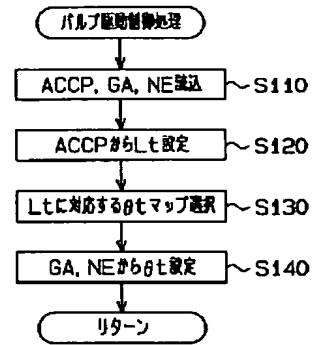 バルブ駆動制御処理
ACCP, GA, NE読込 S110
ACCPからLt設定 S120
Ltに対応するθtマップ選択 S130
GA, NEからθt設定 S140
リターン